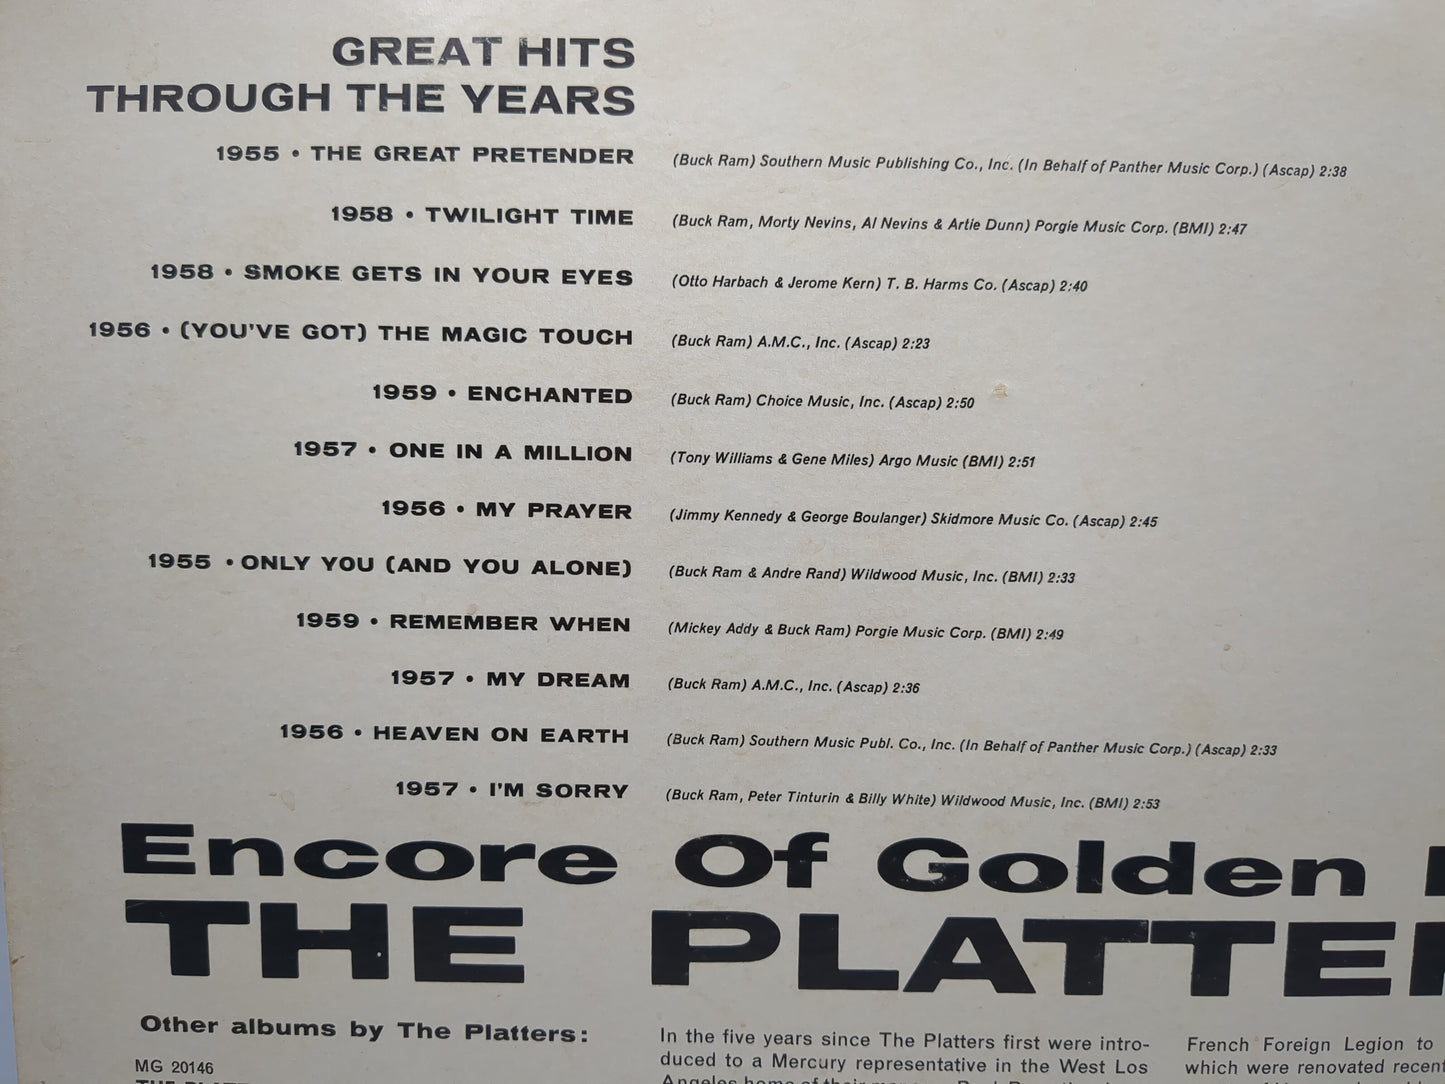 GREAT HITS
THROUGH THE YEARS
1955 • THE GREAT PRETENDER (Buck Ram) Southern Music Publishing Co., Inc. (In Behalf of Panther Music Corp.) (Ascap) 2:38
1958 • TWILIGHT TIME (Buck Ram, Morty Nevins, Al Nevins & Artie Dunn) Porgie Music Corp. (BMI) 2:47
1958 • SMOKE GETS IN YOUR EYES (Otto Harbach & Jerome Kern) T. B. Harms Co. (Ascap) 2:40
1956 • (YOU'VE GOT) THE MAGIC TOUCH (Buck Ram) A.M.C., Inc. (Ascap) 2:23
1959 • ENCHANTED (Buck Ram) Choice Music, Inc. (Ascap) 2:50
1957 • ONE IN A MILLION (Tony Williams & Gene Miles) Argo Music (BMI) 2:51
1956 • MY PRAYER (Jimmy Kennedy & George Boulanger) Skidmore Music Co. (Ascap) 2:45
1955 • ONLY YOU (AND YOU ALONE) (Buck Ram & Andre Rand) Wildwood Music, Inc. (BMI) 2:33
1959 • REMEMBER WHEN (Mickey Addy & Buck Ram) Porgie Music Corp. (BMI) 2:49
1957 • MY DREAM (Buck Ram) A.M.C., Inc. (Ascap) 2:36
1956 • HEAVEN ON EARTH (Buck Ram) Southern Music Publ. Co., Inc. (In Behalf of Panther Music Corp.) (Ascap) 2:33
1957 • I'M SORRY (Buck Ram, Peter Tinturin & Billy White) Wildwood Music, Inc. (BMI) 2:53
Encore Of Golden
THE PLATTE
Other albums by The Platters:
MG 20146
In the five years since The Platters first were intro-
duced to a Mercury representative in the West Los
French Foreign Legion to
which were renovated recent